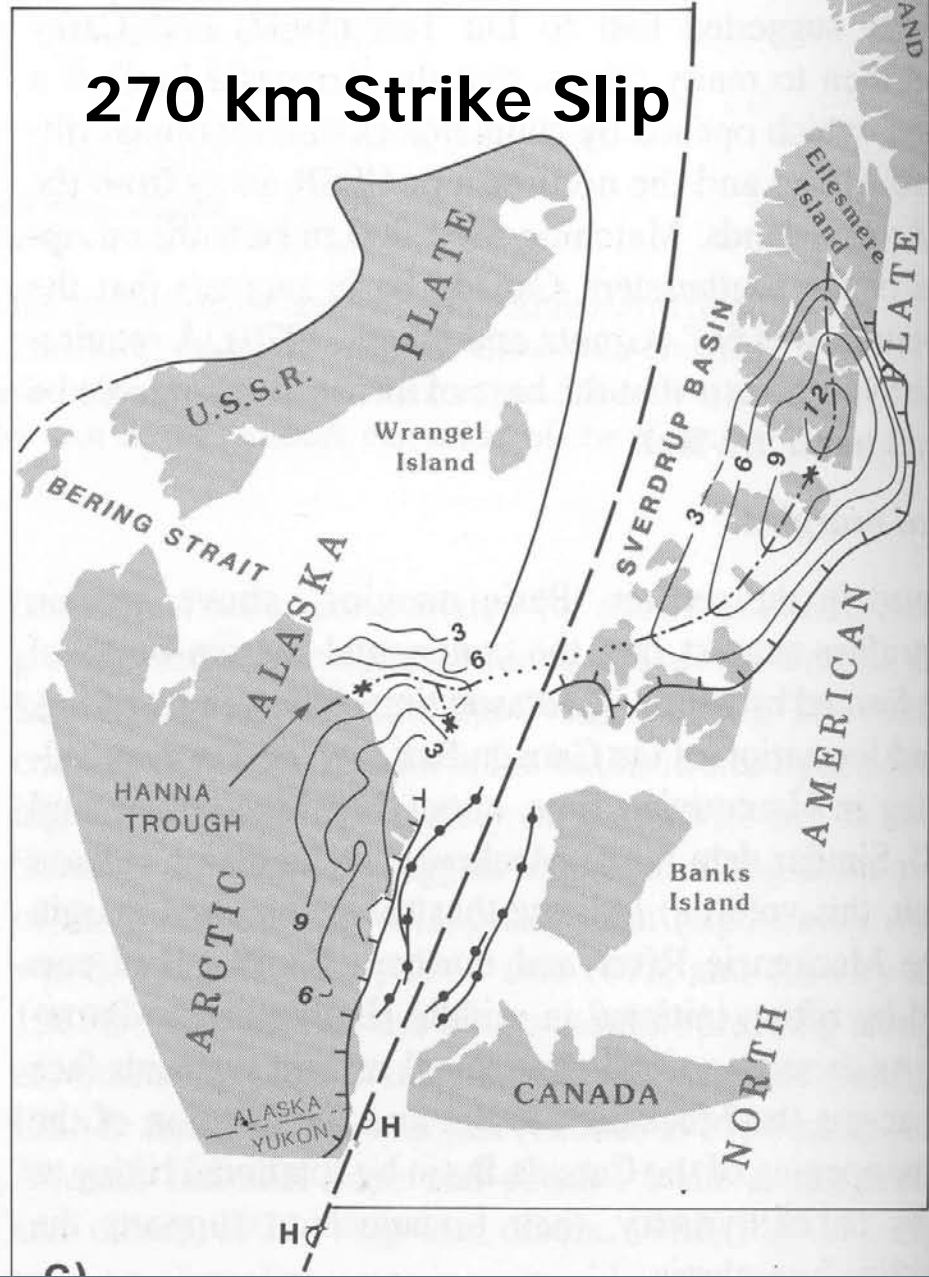 270 km Strike Slip
LAND
Ellesmere
Island
U.S.S.R.
PLATE
Wrangel
Island
BERING STRAIT
SVERDRUP BASIN
3
6
9
12
*
PLATE
ALASKA
3
6
*
*
3
HANNA
TROUGH
ARCTIC
9
6
AMERICAN
Banks
Island
NORTH
CANADA
ALASKA
YUKON
H
H